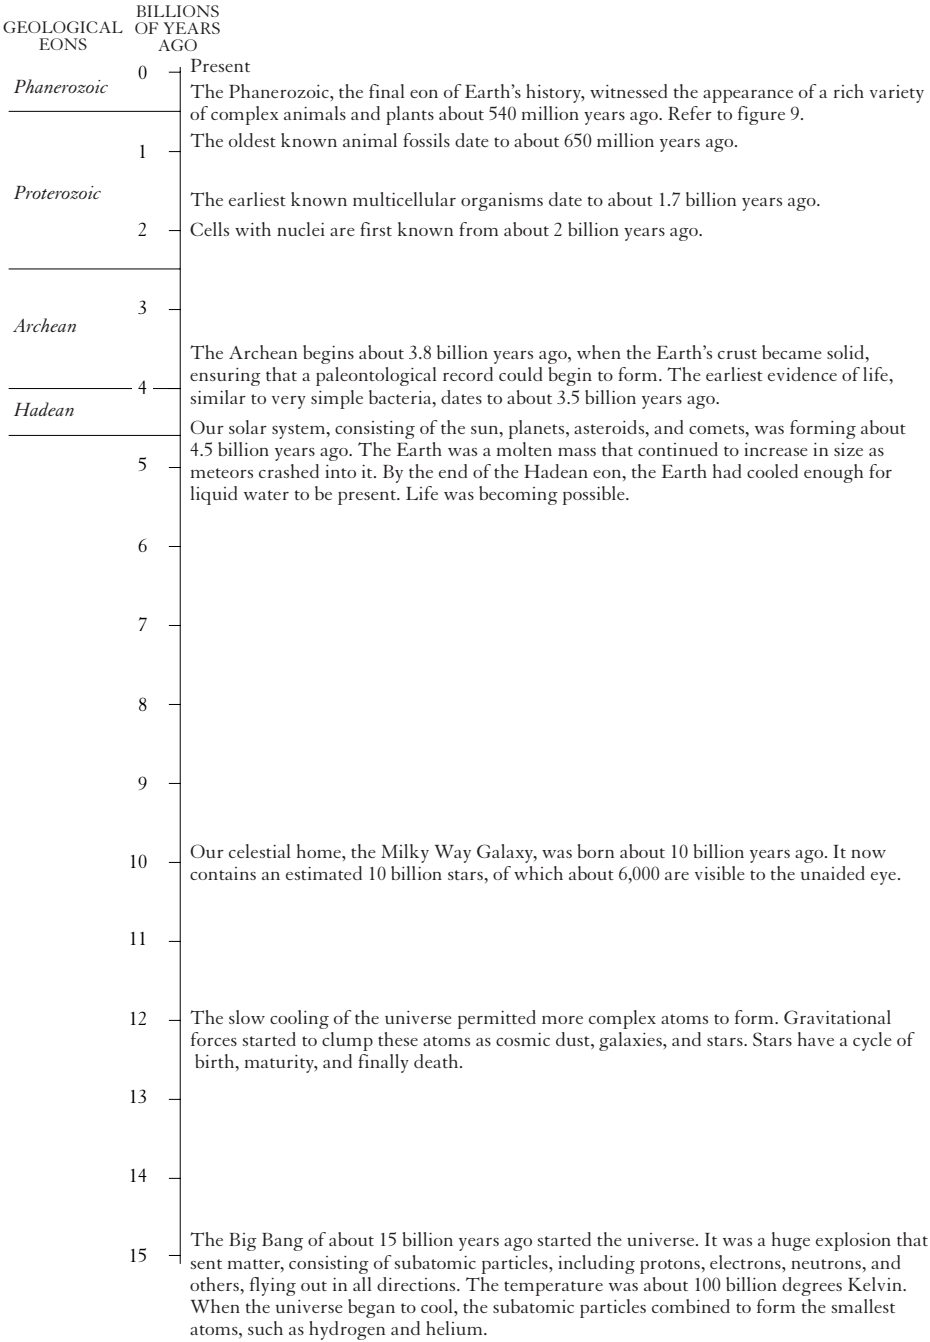 GEOLOGICAL
EONS
BILLIONS
OF YEARS
AGO
0
Present
Phanerozoic
The Phanerozoic, the final eon of Earth's history, witnessed the appearance of a rich variety
of complex animals and plants about 540 million years ago. Refer to figure 9.
The oldest known animal fossils date to about 650 million years ago.
1
Proterozoic
The earliest known multicellular organisms date to about 1.7 billion years ago.
2
Cells with nuclei are first known from about 2 billion years ago.
3
Archean
The Archean begins about 3.8 billion years ago, when the Earth's crust became solid,
ensuring that a paleontological record could begin to form. The earliest evidence of life,
similar to very simple bacteria, dates to about 3.5 billion years ago.
4
Hadean
Our solar system, consisting of the sun, planets, asteroids, and comets, was forming about
4.5 billion years ago. The Earth was a molten mass that continued to increase in size as
meteors crashed into it. By the end of the Hadean eon, the Earth had cooled enough for
liquid water to be present. Life was becoming possible.
5
6
7
8
9
10
Our celestial home, the Milky Way Galaxy, was born about 10 billion years ago. It now
contains an estimated 10 billion stars, of which about 6,000 are visible to the unaided eye.
11
12
The slow cooling of the universe permitted more complex atoms to form. Gravitational
forces started to clump these atoms as cosmic dust, galaxies, and stars. Stars have a cycle of
birth, maturity, and finally death.
13
14
15
The Big Bang of about 15 billion years ago started the universe. It was a huge explosion that
sent matter, consisting of subatomic particles, including protons, electrons, neutrons, and
others, flying out in all directions. The temperature was about 100 billion degrees Kelvin.
When the universe began to cool, the subatomic particles combined to form the smallest
atoms, such as hydrogen and helium.